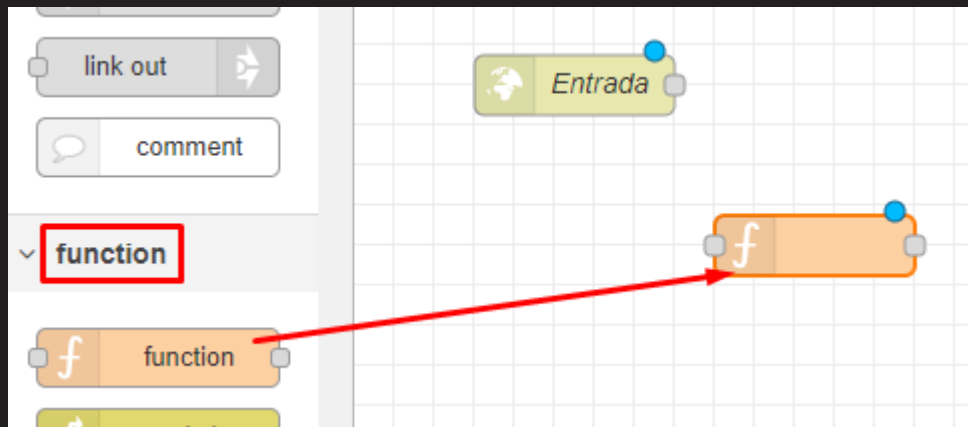 link out
Entrada
comment
function
function